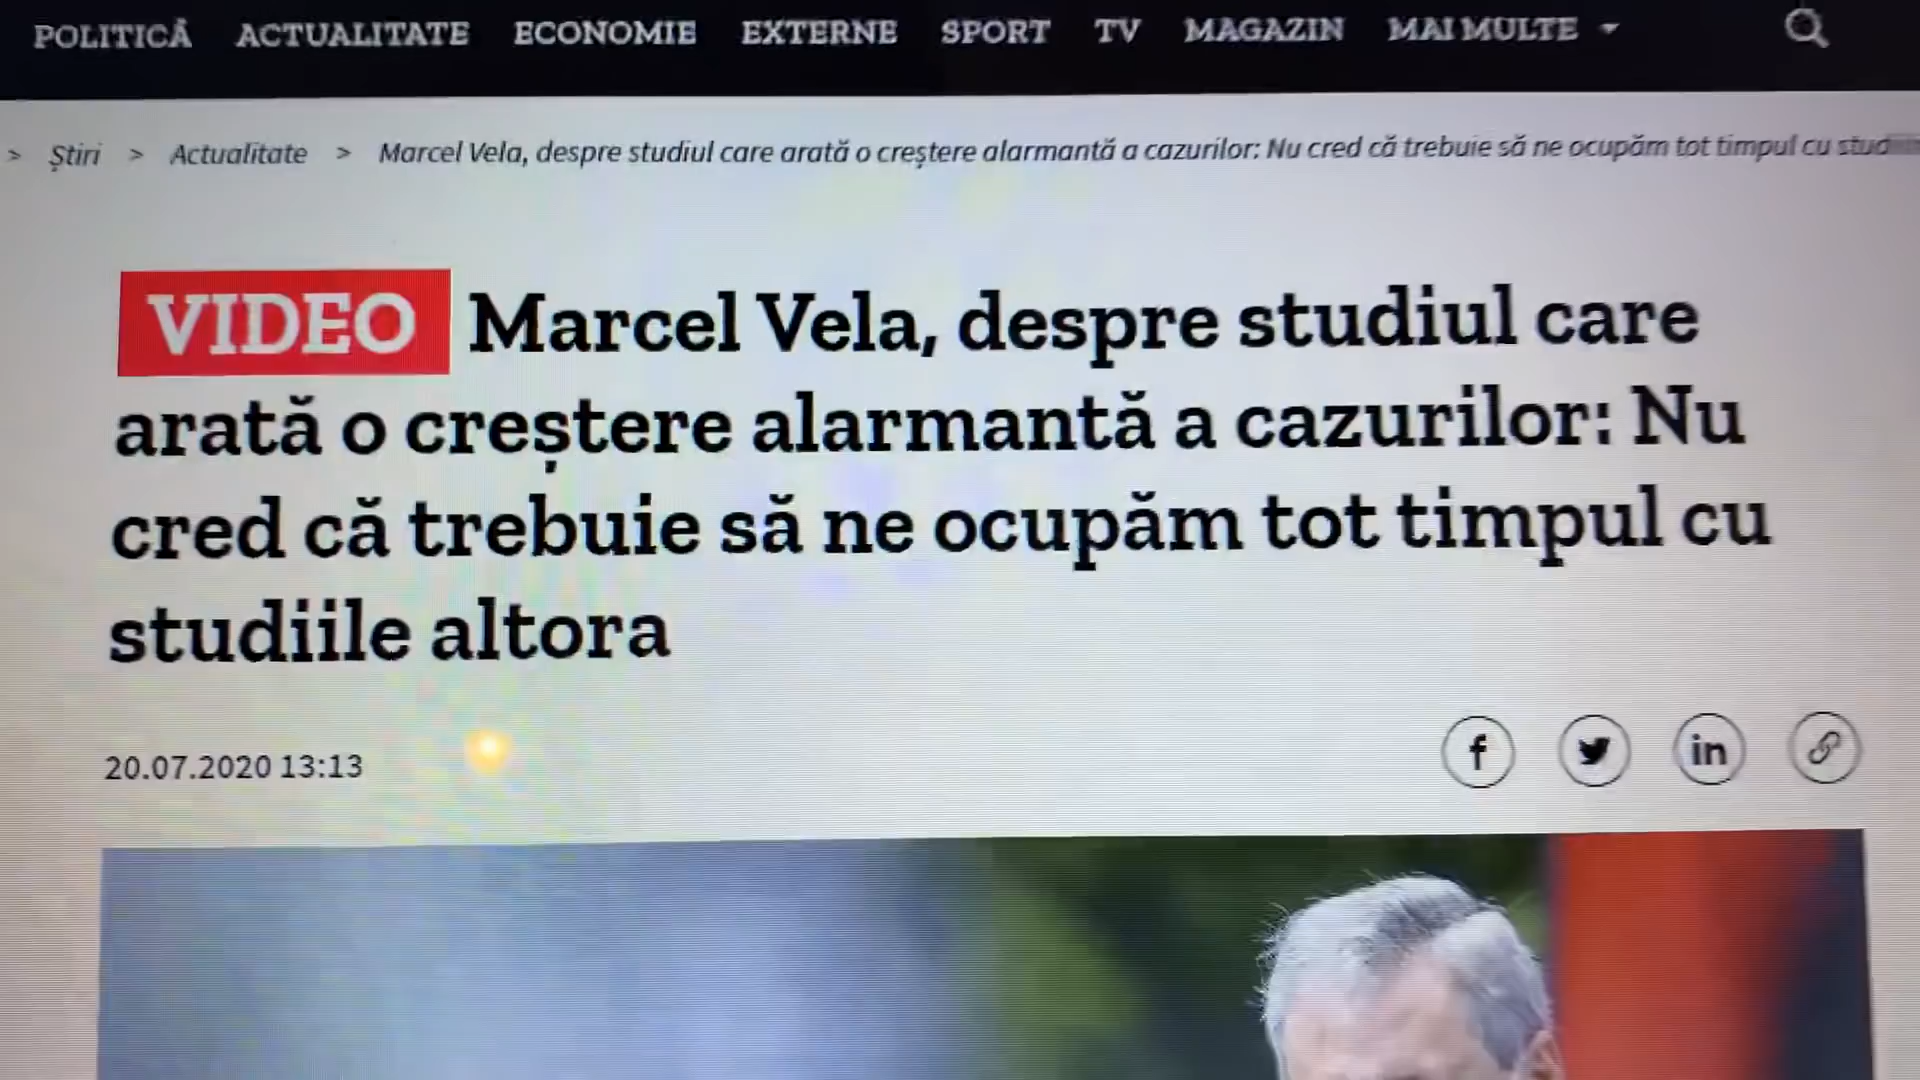 POLITICĂ ACTUALITATE ECONOMIE EXTERNE SPORT TV MAGAZIN MAI MULTE
> Știri > Actualitate > Marcel Vela, despre studiul care arată o creștere alarmantă a cazurilor: Nu cred că trebuie să ne ocupăm tot timpul cu
VIDEO Marcel Vela, despre studiul care
arată o creștere alarmantă a cazurilor: Nu
cred că trebuie să ne ocupăm tot timpul cu
studiile altora
20.07.2020 13:13
f in